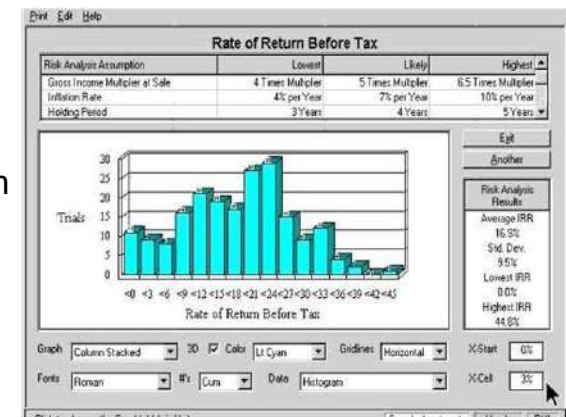 Print Edit Help
Rate of Return Before Tax
Risk Analysis Assumption Lowest Likely Highest
Gross Income Multiplier at Sale 4 Times Multiplier 5 Times Multiplier 6.5 Times Multiplier
Inflation Rate 4% per Year 7% per Year 10% per Year
Holding Period 3 Years 4 Years 5 Years
Exit
Another
30
25
20
15
10
5
0
Trials
<0 <3 <6 <9 <12 <15 <18 <21 <24 <27 <30 <33 <36 <39 <42 <45
Rate of Return Before Tax
Risk Analysis
Results
Average IRR
16.9%
Std. Dev.
9.5%
Lowest IRR
0.0%
Highest IRR
44.8%
Graph Column Stacked 3D Color Lt Cyan Gridlines Horizontal X-Start 0%
Fonts Roman #'s Cum Data Histogram X-Cell 3%